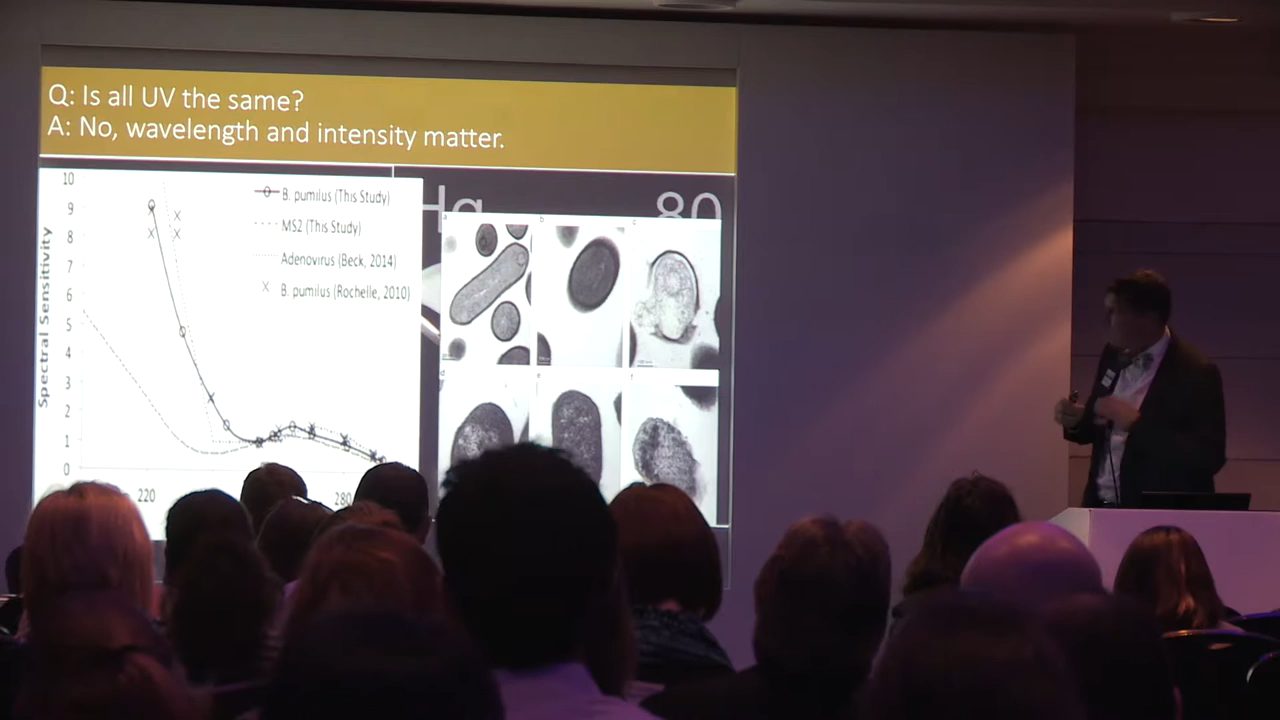 Q: Is all UV the same?
A: No, wavelength and intensity matter.
Hg
80
10
9
8
7
6
5
4
3
2
1
0
Spectral Sensitivity
B. pumilus (This Study)
MS2 (This Study)
Adenovirus (Beck, 2014)
B. pumilus (Rochelle, 2010)
220
280
a
b
c
d
e
f